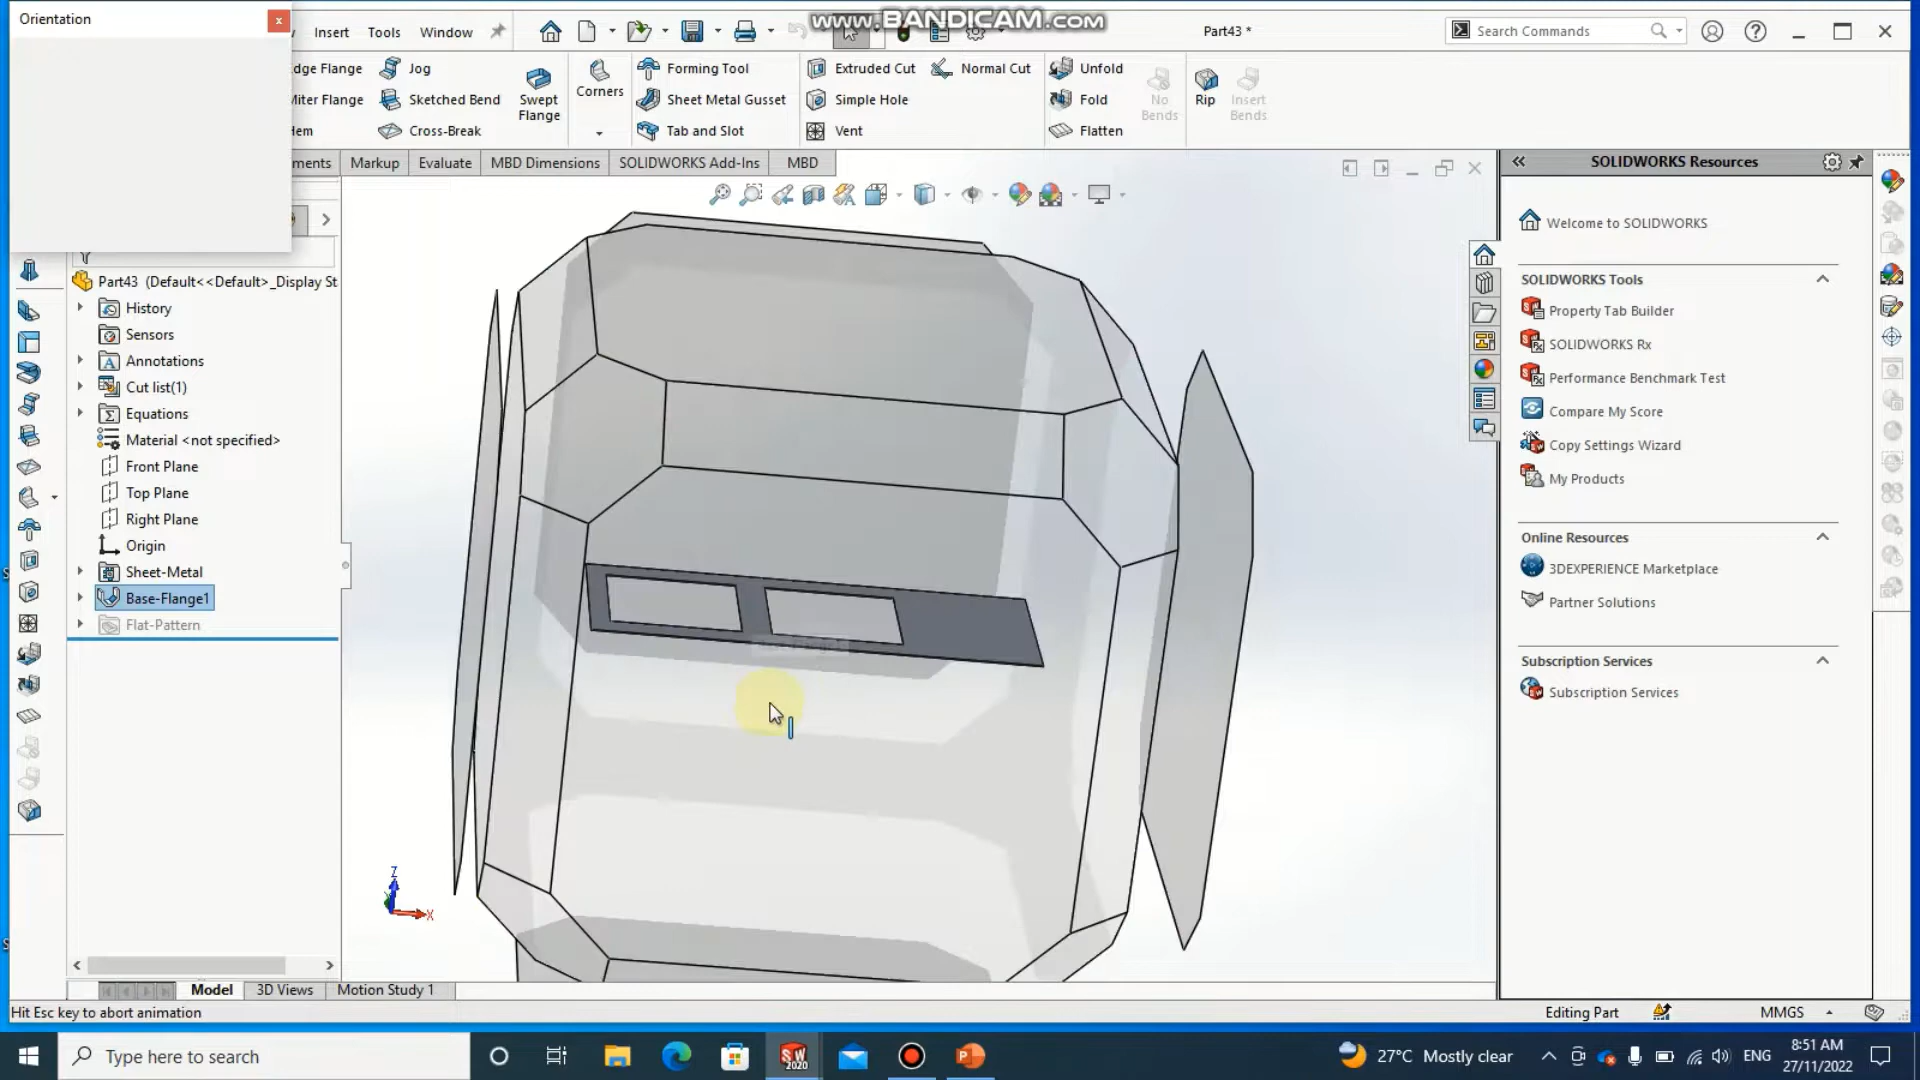 Orientation
x
www.BANDICAM.com
Insert
Tools
Window
Part43 *
Search Commands
dge Flange
Jog
Miter Flange
Sketched Bend
Hem
Cross-Break
Swept
Flange
Corners
Forming Tool
Sheet Metal Gusset
Tab and Slot
Extruded Cut
Normal Cut
Simple Hole
Vent
Unfold
Fold
Flatten
No
Bends
Rip
Insert
Bends
ments
Markup
Evaluate
MBD Dimensions
SOLIDWORKS Add-Ins
MBD
Part43 (Default<<Default>_Display St
History
Sensors
Annotations
Cut list(1)
Equations
Material <not specified>
Front Plane
Top Plane
Right Plane
Origin
Sheet-Metal
Base-Flange1
Flat-Pattern
Z
X
SOLIDWORKS Resources
Welcome to SOLIDWORKS
SOLIDWORKS Tools
Property Tab Builder
SOLIDWORKS Rx
Performance Benchmark Test
Compare My Score
Copy Settings Wizard
My Products
Online Resources
3DEXPERIENCE Marketplace
Partner Solutions
Subscription Services
Subscription Services
Model
3D Views
Motion Study 1
Hit Esc key to abort animation
Editing Part
MMGS
Type here to search
SW
2020
27°C Mostly clear
ENG
8:51 AM
27/11/2022